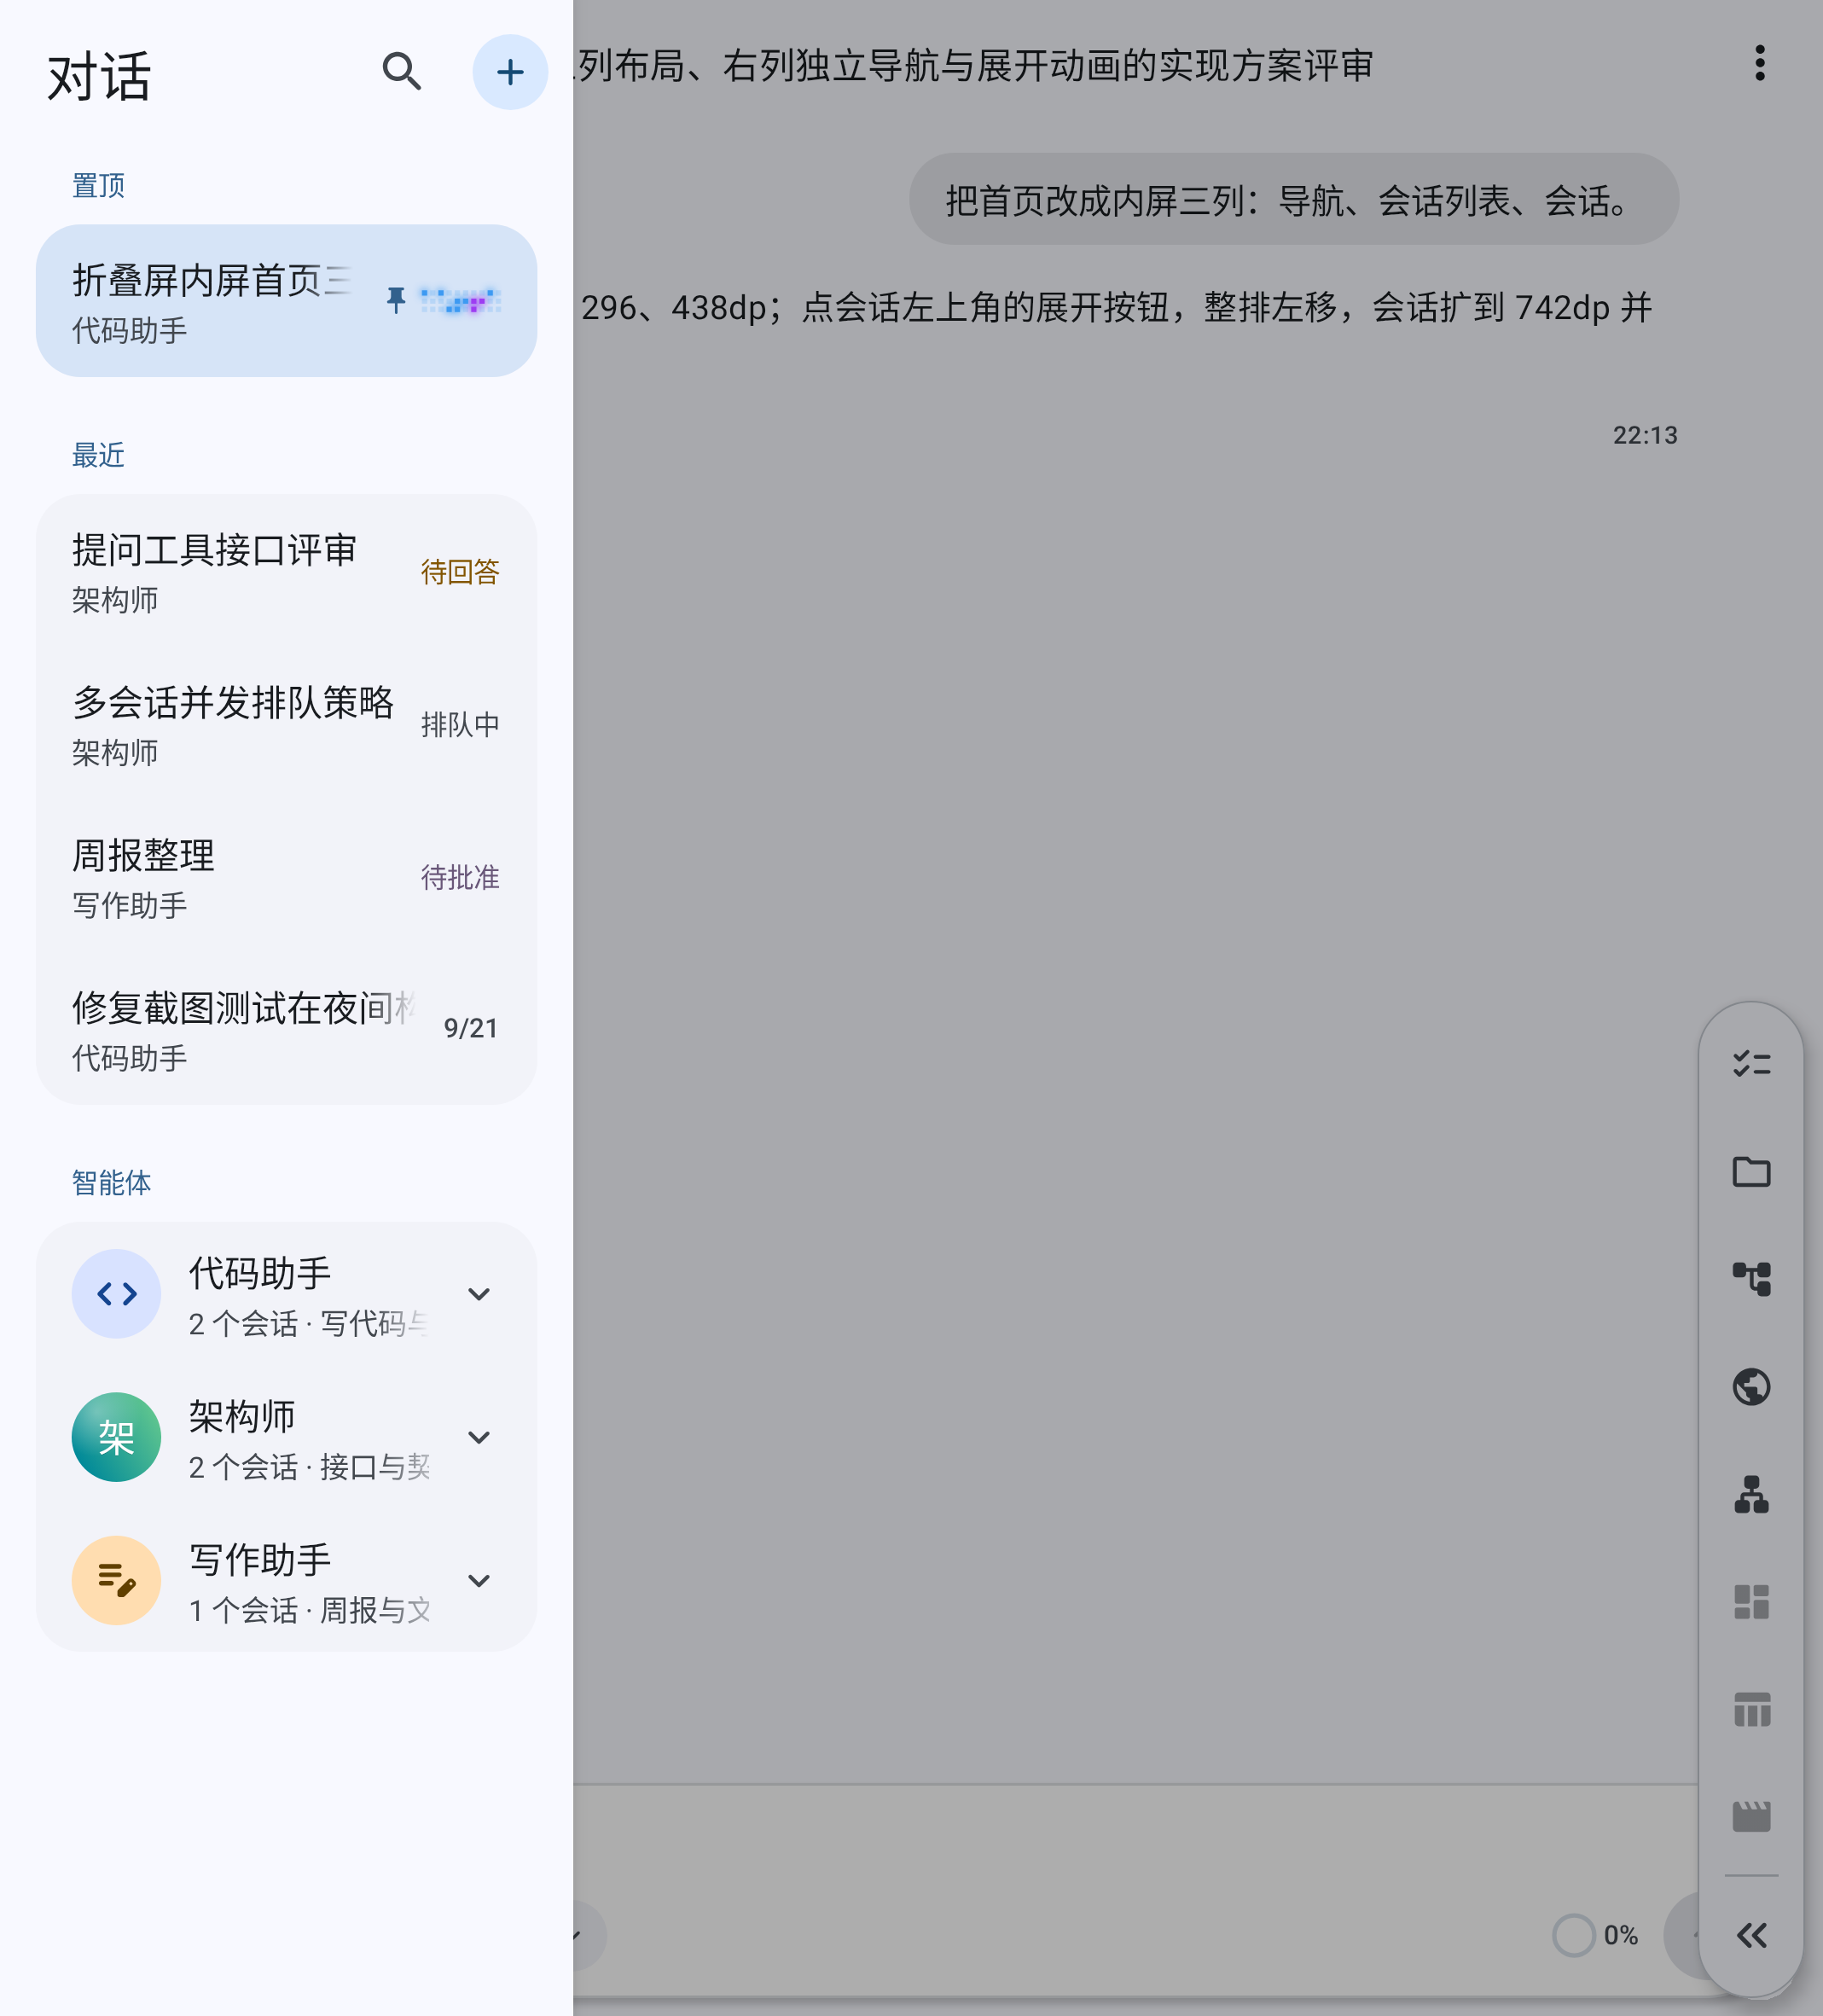 对话
列布局、右列独立导航与展开动画的实现方案评审
置顶
折叠屏内屏首页三
代码助手
把首页改成内屏三列：导航、会话列表、会话。
296、438dp；点会话左上角的展开按钮，整排左移，会话扩到 742dp 并
22:13
最近
提问工具接口评审
架构师
待回答
多会话并发排队策略
架构师
排队中
周报整理
写作助手
待批准
修复截图测试在夜间
代码助手
9/21
智能体
代码助手
2 个会话 · 写代码与
架构师
2 个会话 · 接口与契
架
写作助手
1 个会话 · 周报与文
0%